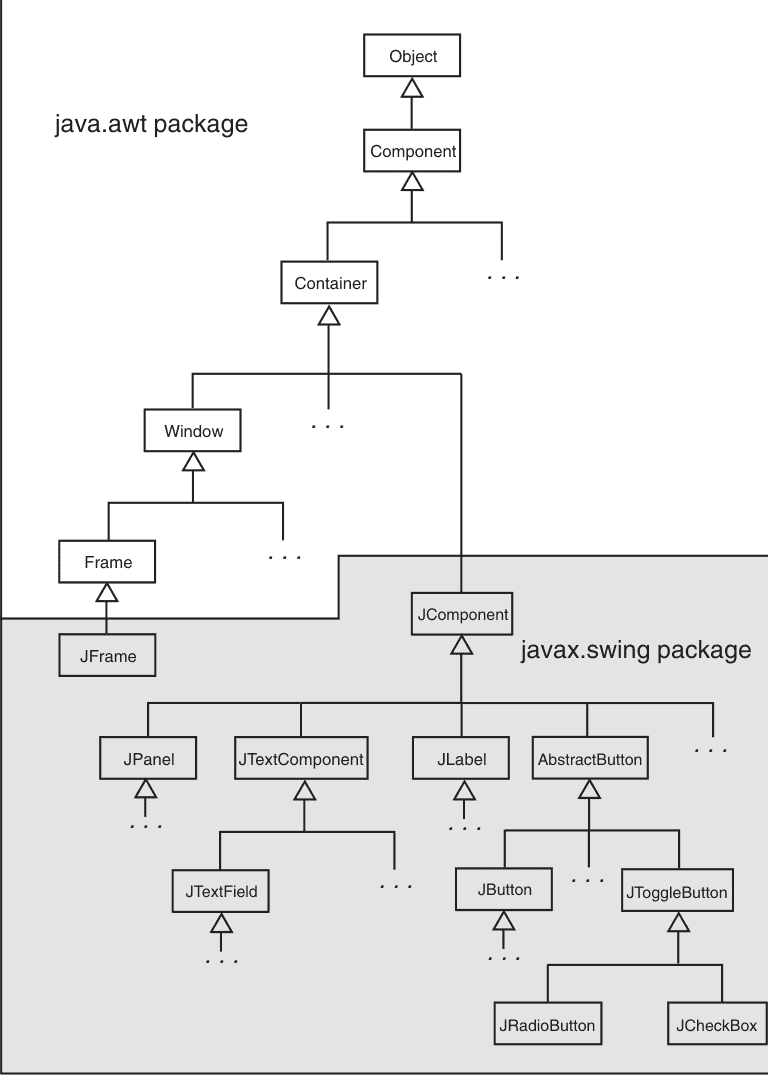 Object
java.awt package
Component
Container
. . .
Window
. . .
Frame
. . .
JComponent
JFrame
javax.swing package
JPanel
JTextComponent
JLabel
AbstractButton
. . .
. . .
. . .
JTextField
. . .
JButton
. . .
JToggleButton
. . .
. . .
JRadioButton
JCheckBox